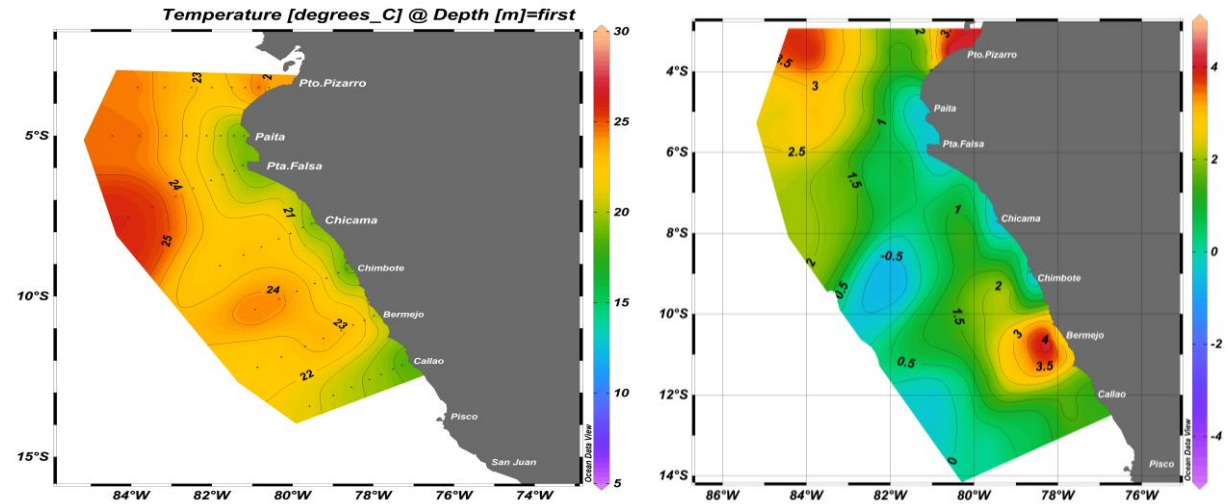 Temperature [degrees_C] @ Depth [m]=first
5°S
10°S
15°S
84°W 82°W 80°W 78°W 76°W 74°W
23
2
24
25
21
24
23
22
Pto.Pizarro
Paita
Pta.Falsa
Chicama
Chimbote
Bermejo
Callao
Pisco
San Juan
Ocean Data View
30
25
20
15
10
5
4°S
6°S
8°S
10°S
12°S
14°S
86°W 84°W 82°W 80°W 78°W 76°W
2
3
.5
3
2.5
1
1.5
1
2
0.5
-0.5
2
1.5
3
4
3.5
0.5
0
Pto.Pizarro
Paita
Pta.Falsa
Chicama
Chimbote
Bermejo
Callao
Pisco
Ocean Data View
4
2
0
-2
-4